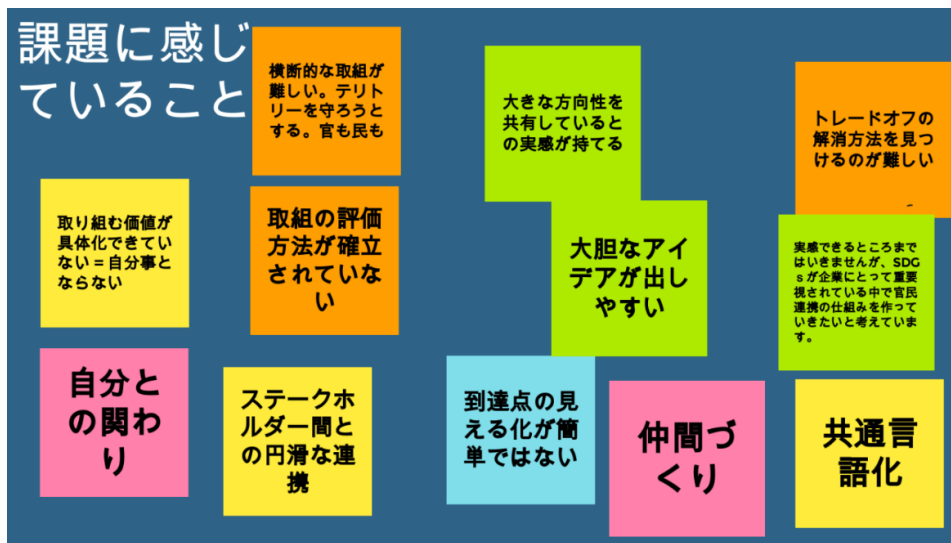 課題に感じ
ていること
横断的な取組が
難しい。テリト
リーを守ろうと
する。官も民も
大きな方向性を
共有していると
の実感が持てる
トレードオフの
解消方法を見つ
けるのが難しい
取り組む価値が
具体化できてい
ない＝自分事と
ならない
取組の評価
方法が確立
されていな
い
大胆なアイ
デアが出し
やすい
実感できるところまで
はいきませんが、SDG
ｓが企業にとって重要
視されている中で官民
連携の仕組みを作って
いきたいと考えていま
す。
自分と
の関わ
り
ステークホ
ルダー間と
の円滑な連
携
到達点の見
える化が簡
単ではない
仲間づ
くり
共通言
語化